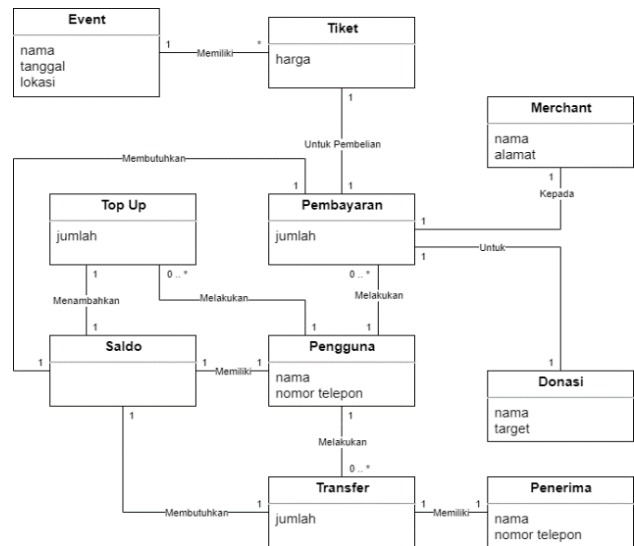 Event
nama
tanggal
lokasi
1
Memiliki
*
Tiket
harga
1
Untuk Pembelian
1
Merchant
nama
alamat
1
Kepada
1
Membutuhkan
1
1
Top Up
jumlah
Pembayaran
jumlah
1
Untuk
1
1
Menambahkan
1
0 .. *
Melakukan
1
0 .. *
Melakukan
1
Saldo
1
Memiliki
1
Pengguna
nama
nomor telepon
Donasi
nama
target
1
Melakukan
0 .. *
1
Membutuhkan
1
Transfer
jumlah
1
Memiliki
1
Penerima
nama
nomor telepon